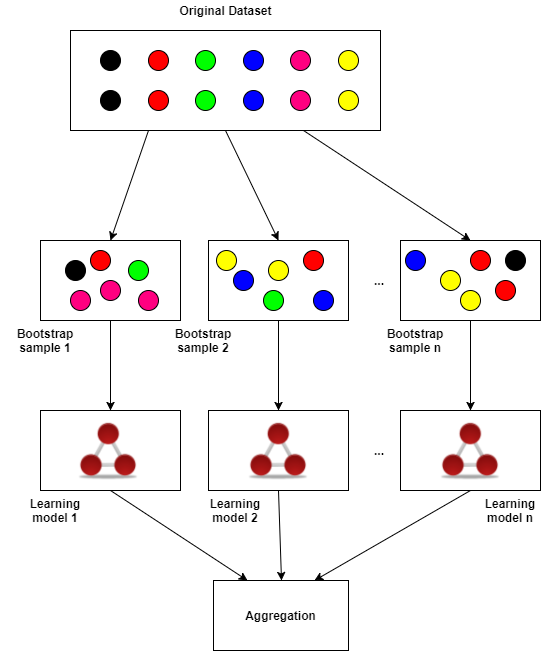 Original Dataset
...
Bootstrap
sample 1
Bootstrap
sample 2
Bootstrap
sample n
...
Learning
model 1
Learning
model 2
Learning
model n
Aggregation